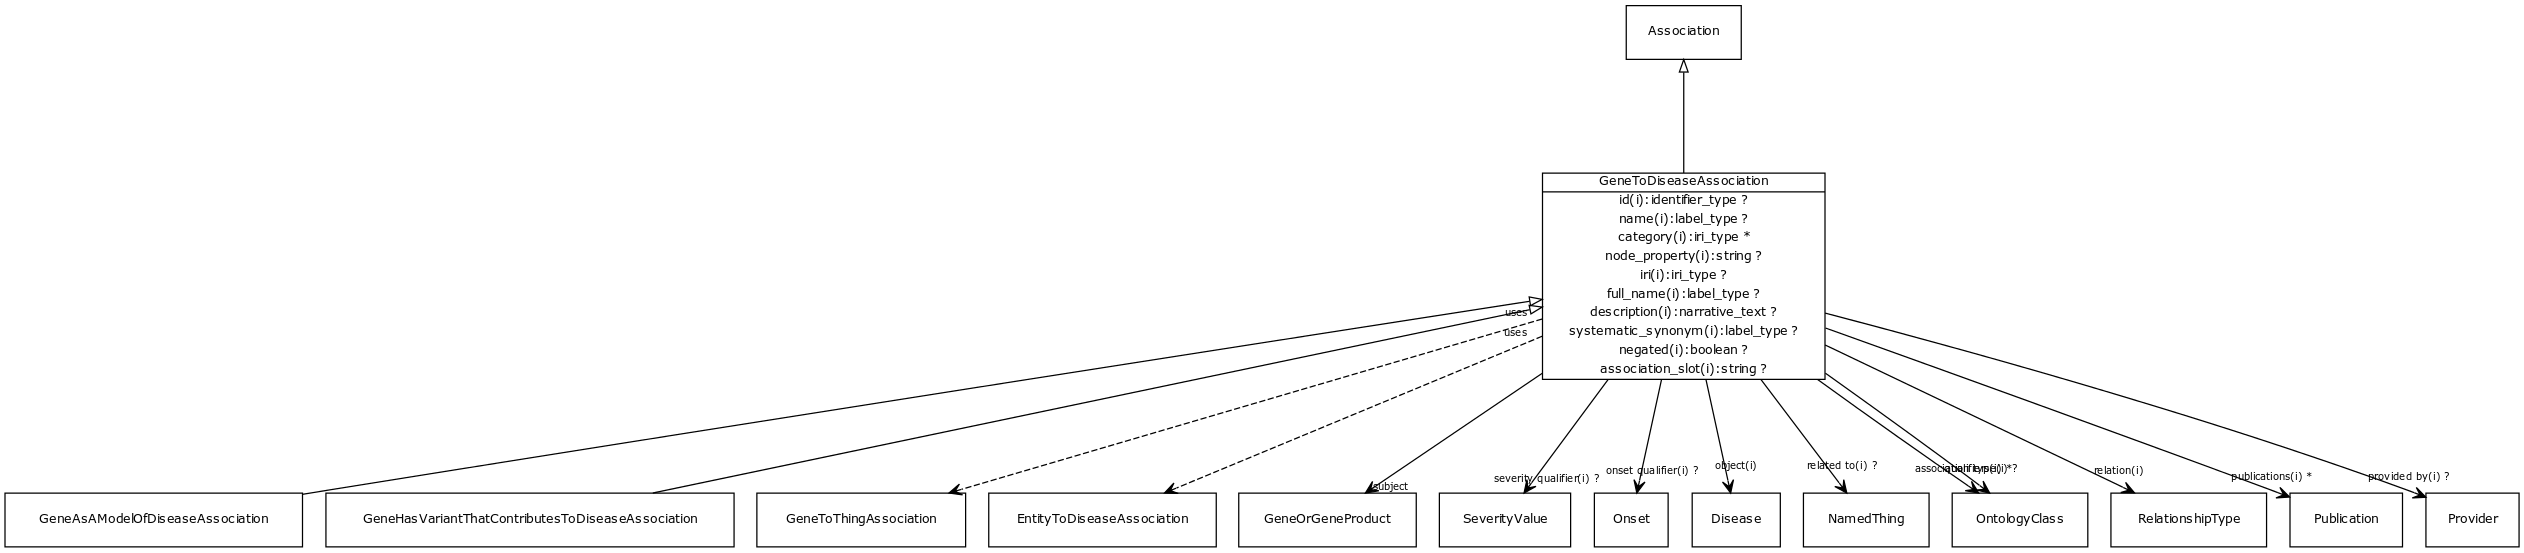 Association
GeneToDiseaseAssociation
id(i):identifier_type ?
name(i):label_type ?
category(i):iri_type *
node_property(i):string ?
iri(i):iri_type ?
full_name(i):label_type ?
description(i):narrative_text ?
systematic_synonym(i):label_type ?
negated(i):boolean ?
association_slot(i):string ?
uses
uses
subject
severity qualifier(i) ?
onset qualifier(i) ?
object(i)
related to(i) ?
association type(i) ?
qualifiers(i) *
relation(i)
publications(i) *
provided by(i) ?
GeneAsAModelOfDiseaseAssociation
GeneHasVariantThatContributesToDiseaseAssociation
GeneToThingAssociation
EntityToDiseaseAssociation
GeneOrGeneProduct
SeverityValue
Onset
Disease
NamedThing
OntologyClass
RelationshipType
Publication
Provider